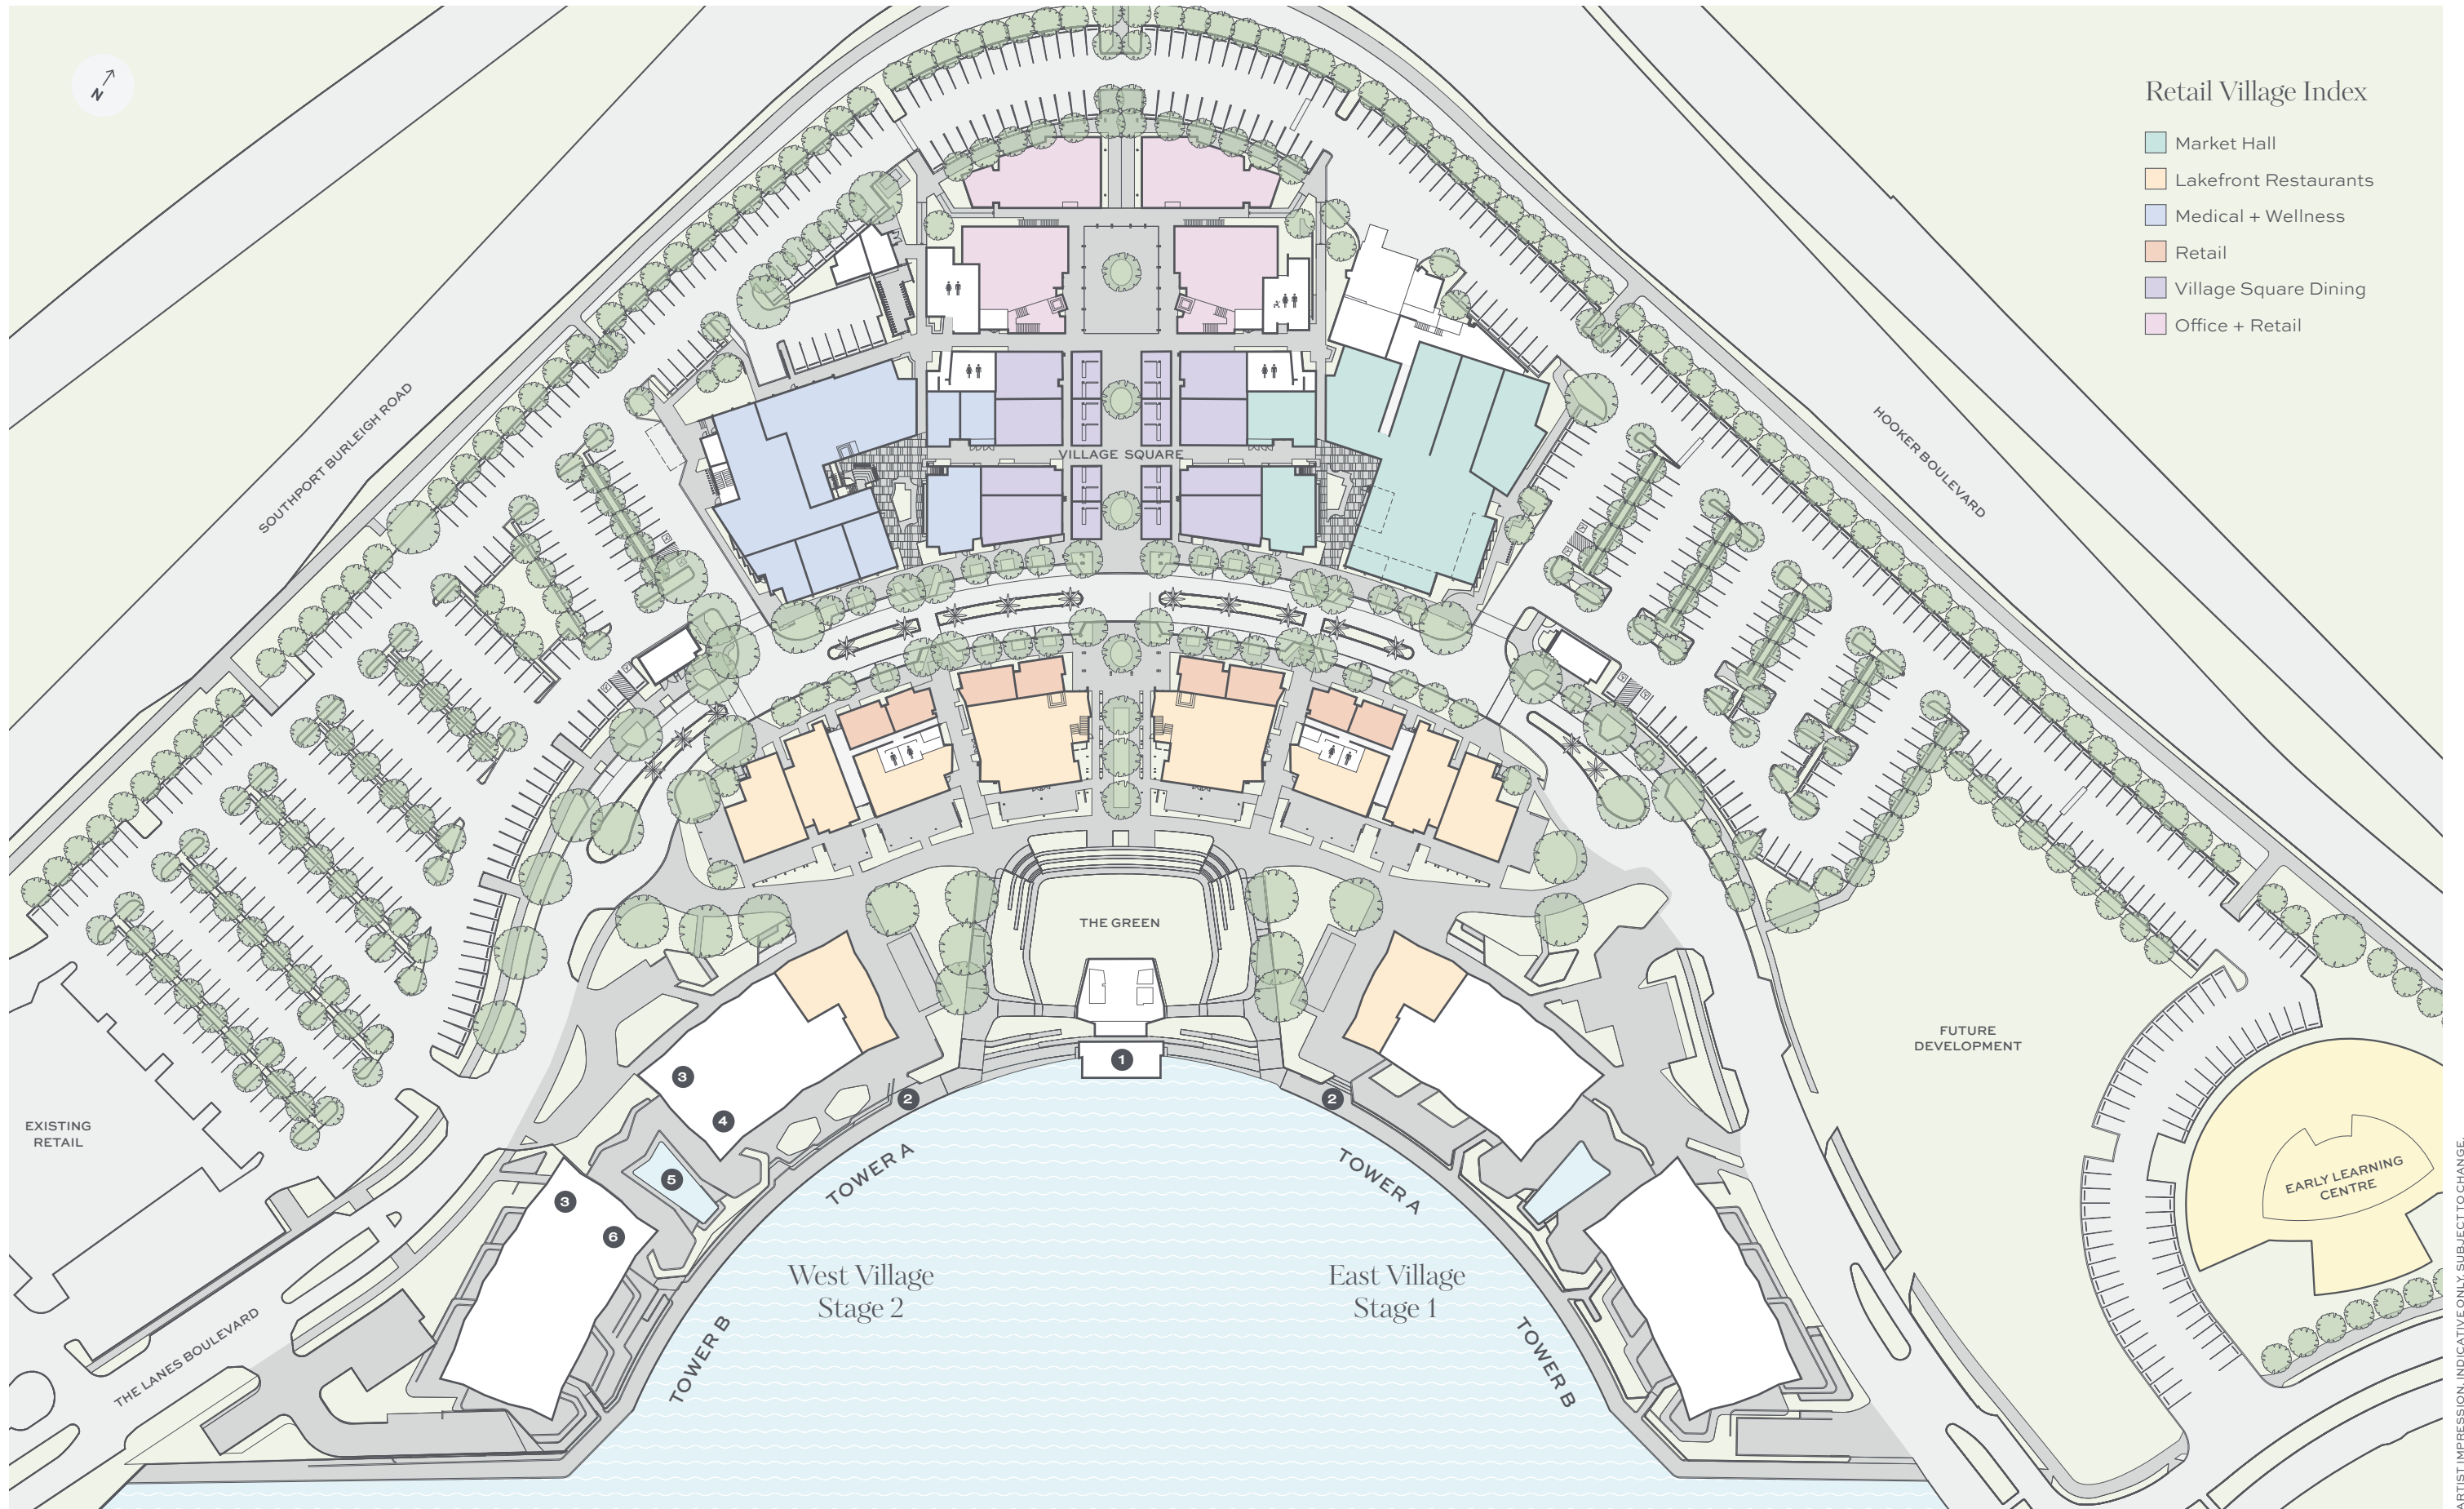 N
Retail Village Index
Market Hall
Lakefront Restaurants
Medical + Wellness
Retail
Village Square Dining
Office + Retail
SOUTHPORT BURLEIGH ROAD
HOOKER BOULEVARD
VILLAGE SQUARE
THE GREEN
FUTURE
DEVELOPMENT
1
2
2
3
4
5
3
6
EXISTING
RETAIL
TOWER A
TOWER A
EARLY LEARNING
CENTRE
West Village
Stage 2
East Village
Stage 1
TOWER B
TOWER B
THE LANES BOULEVARD
ARTIST IMPRESSION. INDICATIVE ONLY. SUBJECT TO CHANGE.